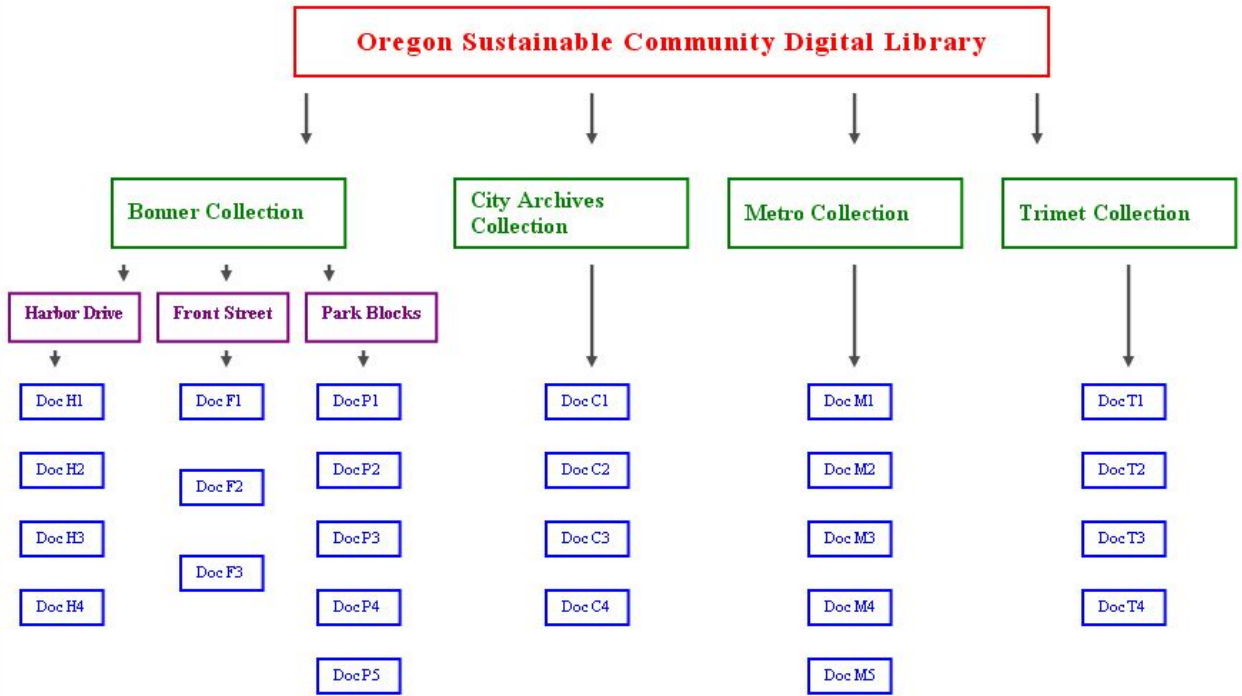 Oregon Sustainable Community Digital Library
Bonner Collection
City Archives
Collection
Metro Collection
Trimet Collection
Harbor Drive
Front Street
Park Blocks
Doc H1
Doc H2
Doc H3
Doc H4
Doc F1
Doc F2
Doc F3
Doc P1
Doc P2
Doc P3
Doc P4
Doc P5
Doc C1
Doc C2
Doc C3
Doc C4
Doc M1
Doc M2
Doc M3
Doc M4
Doc M5
Doc T1
Doc T2
Doc T3
Doc T4